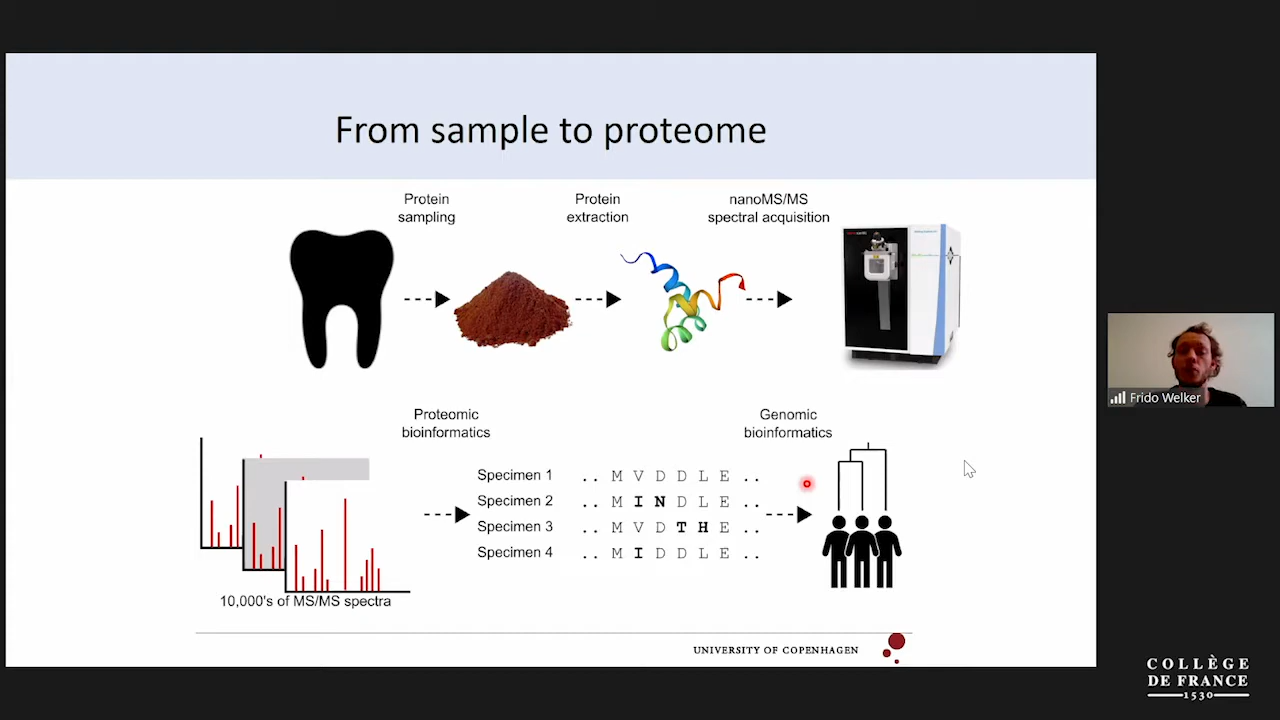 From sample to proteome
Protein
sampling
Protein
extraction
nanoMS/MS
spectral acquisition
Proteomic
bioinformatics
Genomic
bioinformatics
Specimen 1 .. M V D D L E ..
Specimen 2 .. M I N D L E ..
Specimen 3 .. M V D T H E ..
Specimen 4 .. M I D D L E ..
10,000's of MS/MS spectra
UNIVERSITY OF COPENHAGEN
Frido Welker
COLLÈGE
DE FRANCE
1530